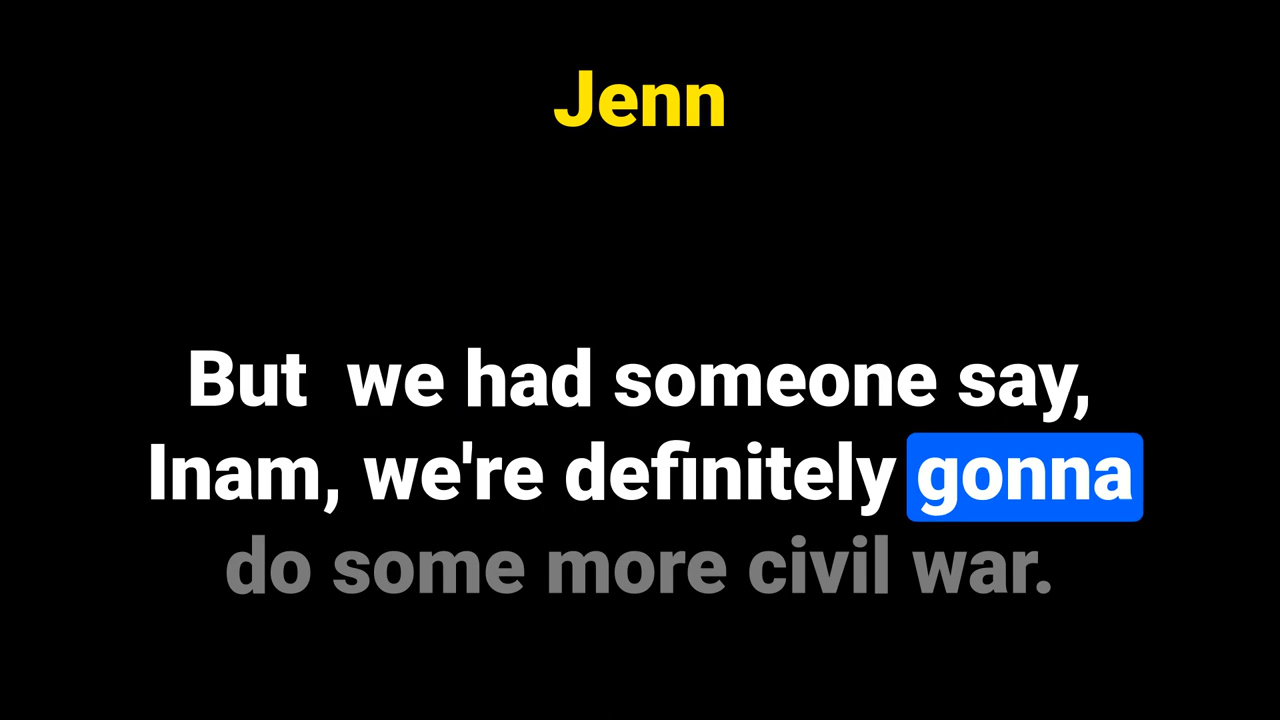 Jenn
But  we had someone say,
Inam, we're definitely gonna
do some more civil war.